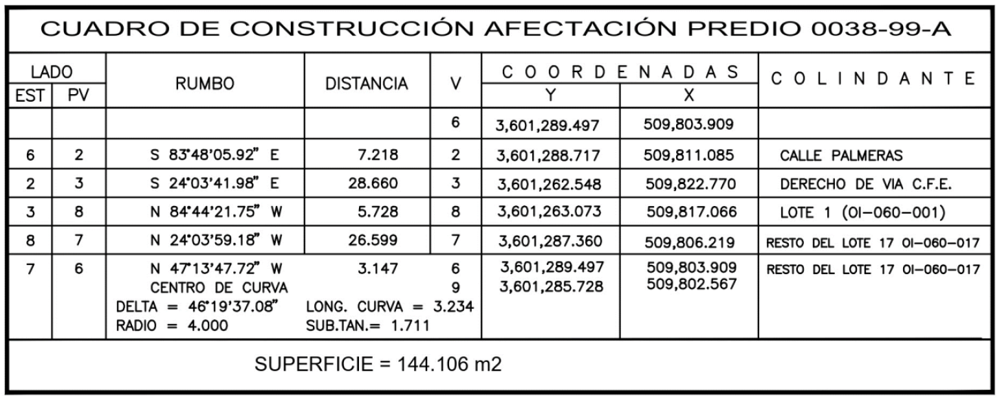 CUADRO DE CONSTRUCCIÓN AFECTACIÓN PREDIO 0038-99-A
LADO RUMBO DISTANCIA V COORDENADAS COLINDANTE
EST PV Y X
6 3,601,289.497 509,803.909
6 2 S 83°48'05.92" E 7.218 2 3,601,288.717 509,811.085 CALLE PALMERAS
2 3 S 24°03'41.98" E 28.660 3 3,601,262.548 509,822.770 DERECHO DE VIA C.F.E.
3 8 N 84°44'21.75" W 5.728 8 3,601,263.073 509,817.066 LOTE 1 (OI-060-001)
8 7 N 24°03'59.18" W 26.599 7 3,601,287.360 509,806.219 RESTO DEL LOTE 17 OI-060-017
7 6 N 47°13'47.72" W 3.147 6 3,601,289.497 509,803.909 RESTO DEL LOTE 17 OI-060-017
CENTRO DE CURVA 9 3,601,285.728 509,802.567
DELTA = 46°19'37.08" LONG. CURVA = 3.234
RADIO = 4.000 SUB.TAN.= 1.711
SUPERFICIE = 144.106 m2